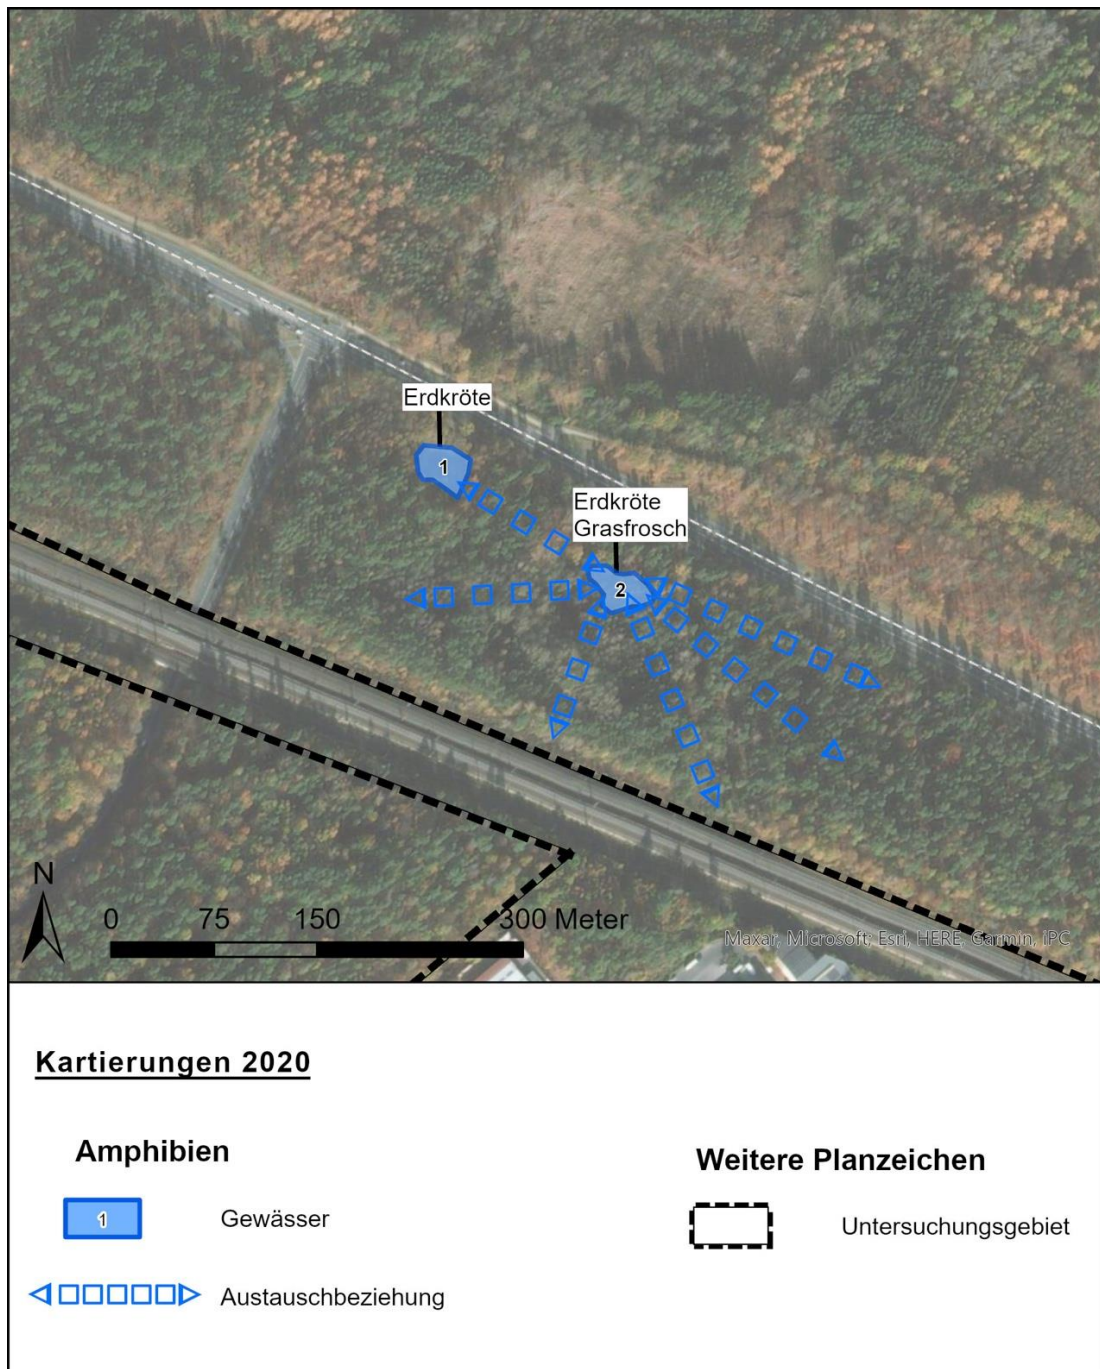 Erdkröte
1
Erdkröte
Grasfrosch
2
N
0 75 150 300 Meter
Maxar, Microsoft, Esri, HERE, Garmin, iPC
Kartierungen 2020
Amphibien
Weitere Planzeichen
1 Gewässer
Untersuchungsgebiet
Austauschbeziehung